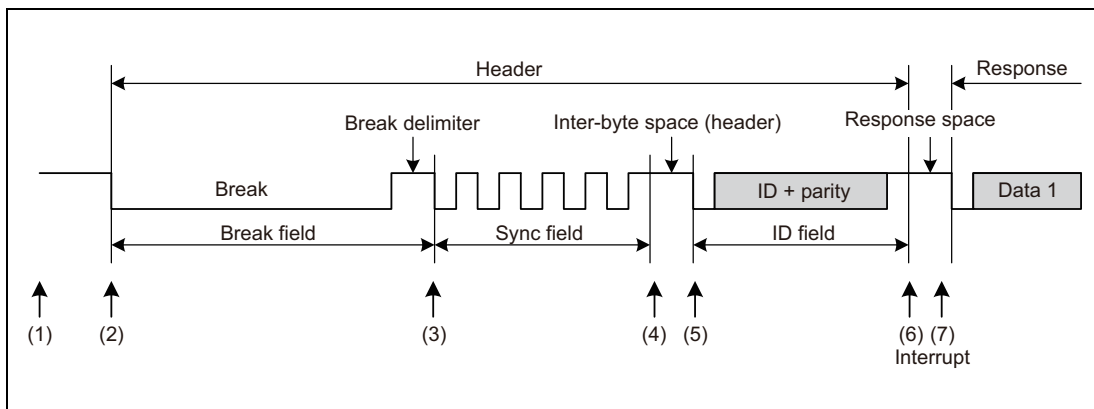 Header
Response
Break delimiter
Inter-byte space (header)
Response space
Break
ID + parity
Data 1
Break field
Sync field
ID field
(1)
(2)
(3)
(4)
(5)
(6)
(7)
Interrupt